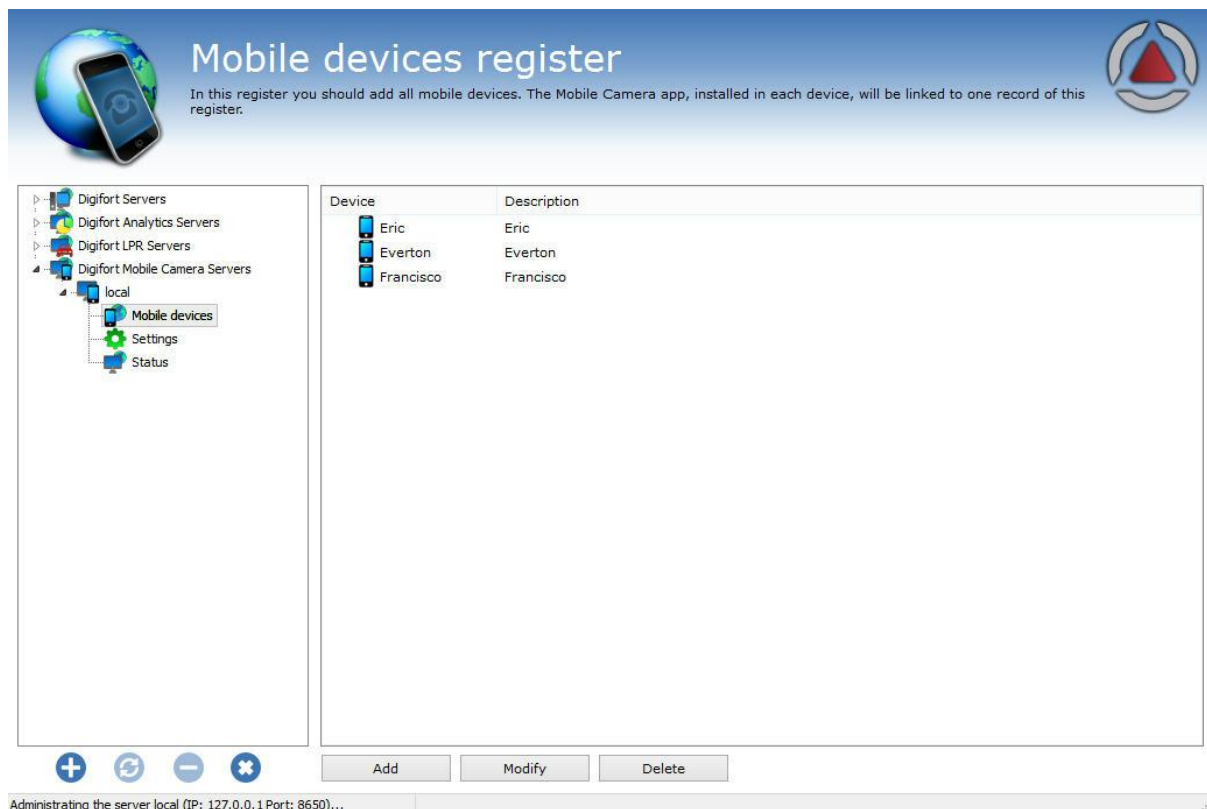 Mobile devices register
In this register you should add all mobile devices. The Mobile Camera app, installed in each device, will be linked to one record of this
register.
Digifort Servers
Digifort Analytics Servers
Digifort LPR Servers
Digifort Mobile Camera Servers
local
Mobile devices
Settings
Status
Device Description
Eric Eric
Everton Everton
Francisco Francisco
Add Modify Delete
Administrating the server local (IP: 127.0.0.1 Port: 8650)...